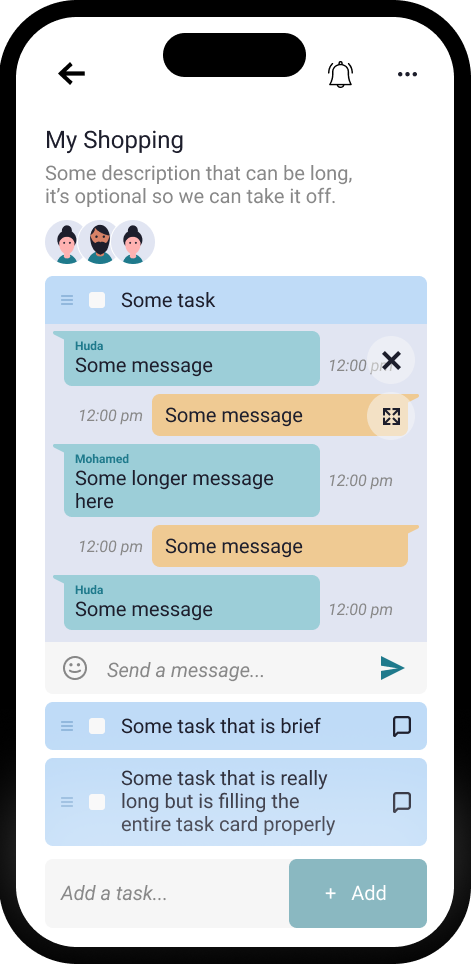 My Shopping
Some description that can be long,
it’s optional so we can take it off.
Some task
Huda
Some message
12:00 pm
12:00 pm
Some message
Mohamed
Some longer message
here
12:00 pm
12:00 pm
Some message
Huda
Some message
12:00 pm
Send a message...
Some task that is brief
Some task that is really
long but is filling the
entire task card properly
Add a task...
+ Add